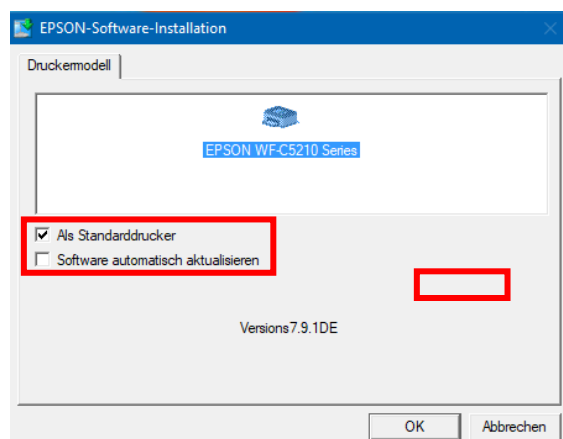 EPSON-Software-Installation
Druckermodell
EPSON WF-C5210 Series
Als Standarddrucker
Software automatisch aktualisieren
Versions7.9.1DE
OK Abbrechen